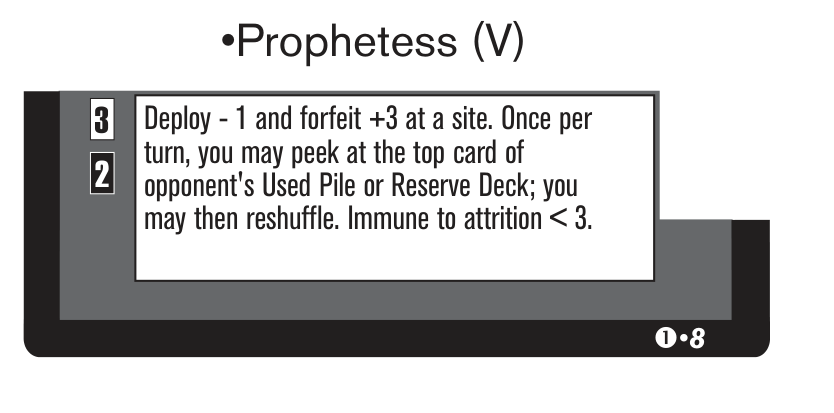 •Prophetess (V)
3
Deploy - 1 and forfeit +3 at a site. Once per
turn, you may peek at the top card of
2
opponent's Used Pile or Reserve Deck; you
may then reshuffle. Immune to attrition < 3.
❶•8